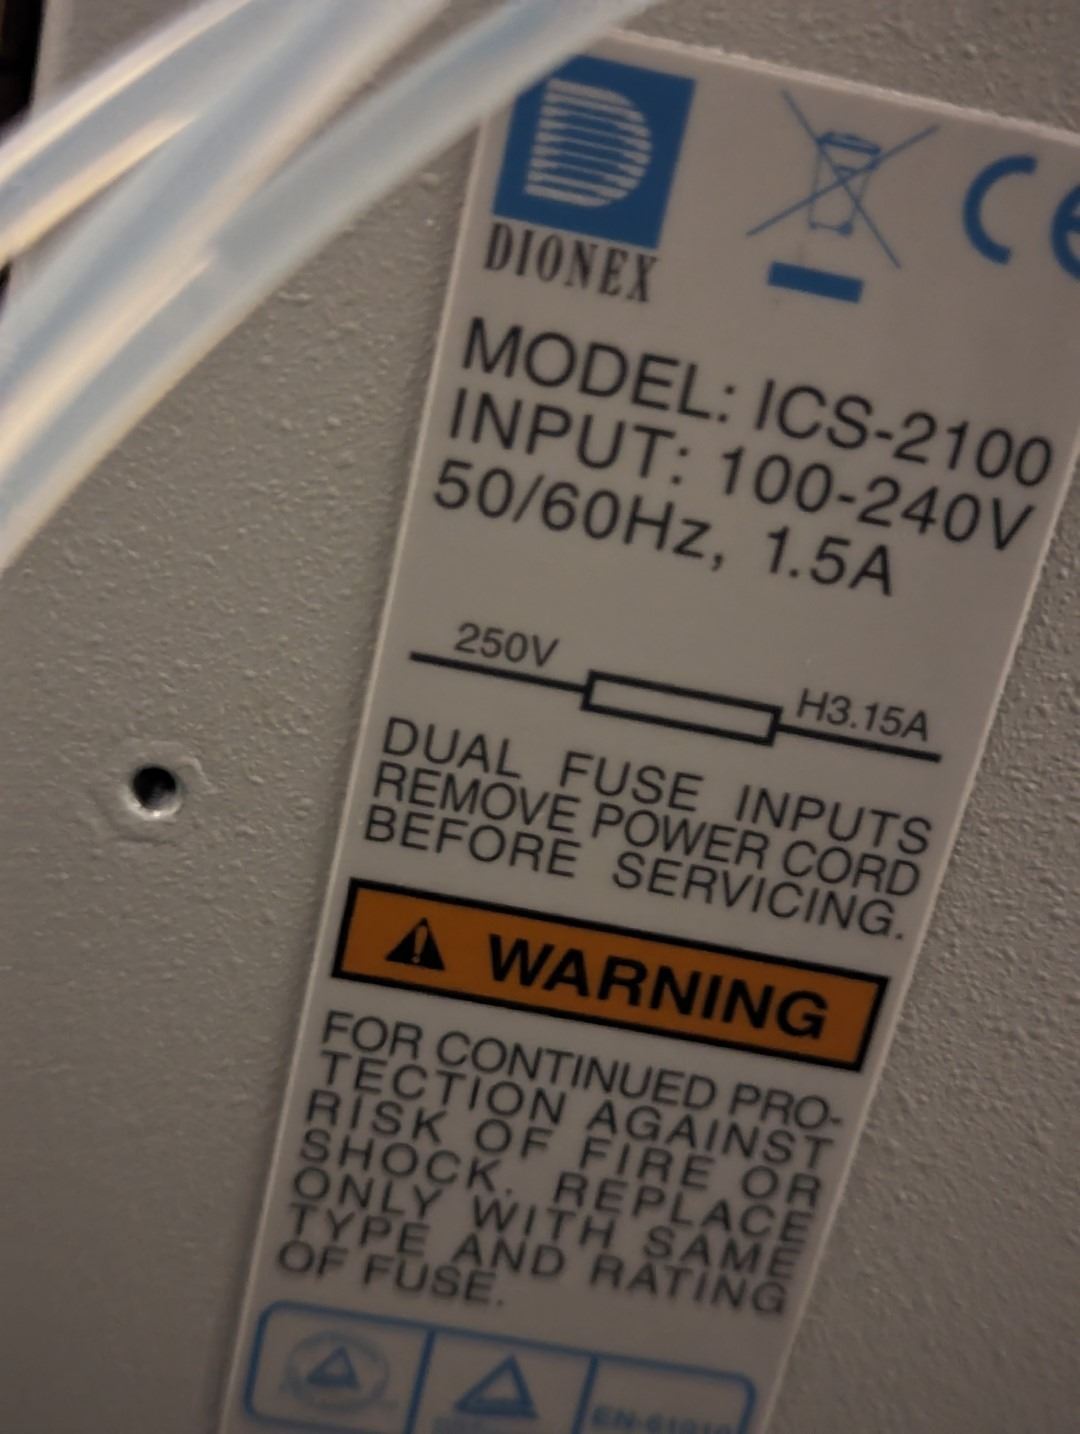 DIONEX
CE
MODEL: ICS-2100
INPUT: 100-240V
50/60Hz, 1.5A
250V
H3.15A
DUAL FUSE INPUTS
REMOVE POWER CORD
BEFORE SERVICING.
WARNING
FOR CONTINUED PRO-
TECTION AGAINST
RISK OF FIRE OR
SHOCK. REPLACE
ONLY WITH SAME
TYPE AND RATING
OF FUSE.